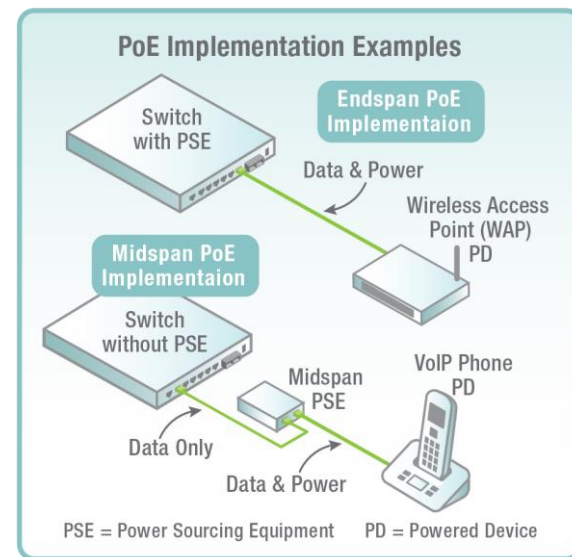 PoE Implementation Examples
Switch
with PSE
Endspan PoE
Implementaion
Data & Power
Wireless Access
Point (WAP)
PD
Midspan PoE
Implementaion
Switch
without PSE
Midspan
PSE
VoIP Phone
PD
Data Only
Data & Power
PSE = Power Sourcing Equipment
PD = Powered Device